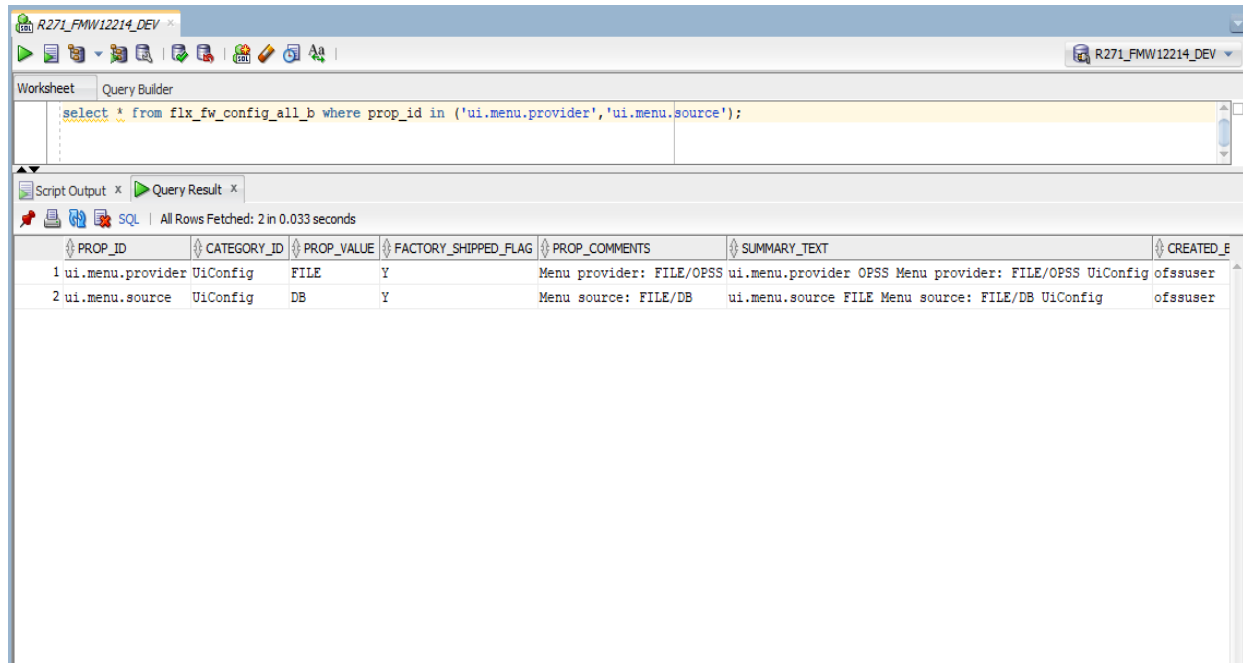 R271_FMW12214_DEV
R271_FMW12214_DEV
Worksheet Query Builder
select * from flx_fw_config_all_b where prop_id in ('ui.menu.provider','ui.menu.source');
Script Output x Query Result x
SQL | All Rows Fetched: 2 in 0.033 seconds
PROP_ID CATEGORY_ID PROP_VALUE FACTORY_SHIPPED_FLAG PROP_COMMENTS SUMMARY_TEXT CREATED_E
1 ui.menu.provider UiConfig FILE Y Menu provider: FILE/OPSS ui.menu.provider OPSS Menu provider: FILE/OPSS UiConfig ofssuser
2 ui.menu.source UiConfig DB Y Menu source: FILE/DB ui.menu.source FILE Menu source: FILE/DB UiConfig ofssuser